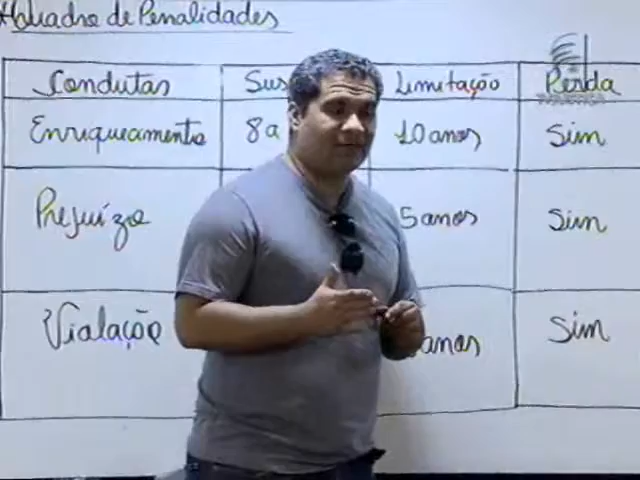 Quadro de Penalidades
Condutas Sus Limitação Perda
Enriquecimento 8 a 10 anos Sim
Prejuízo 5 anos Sim
Violação anos Sim